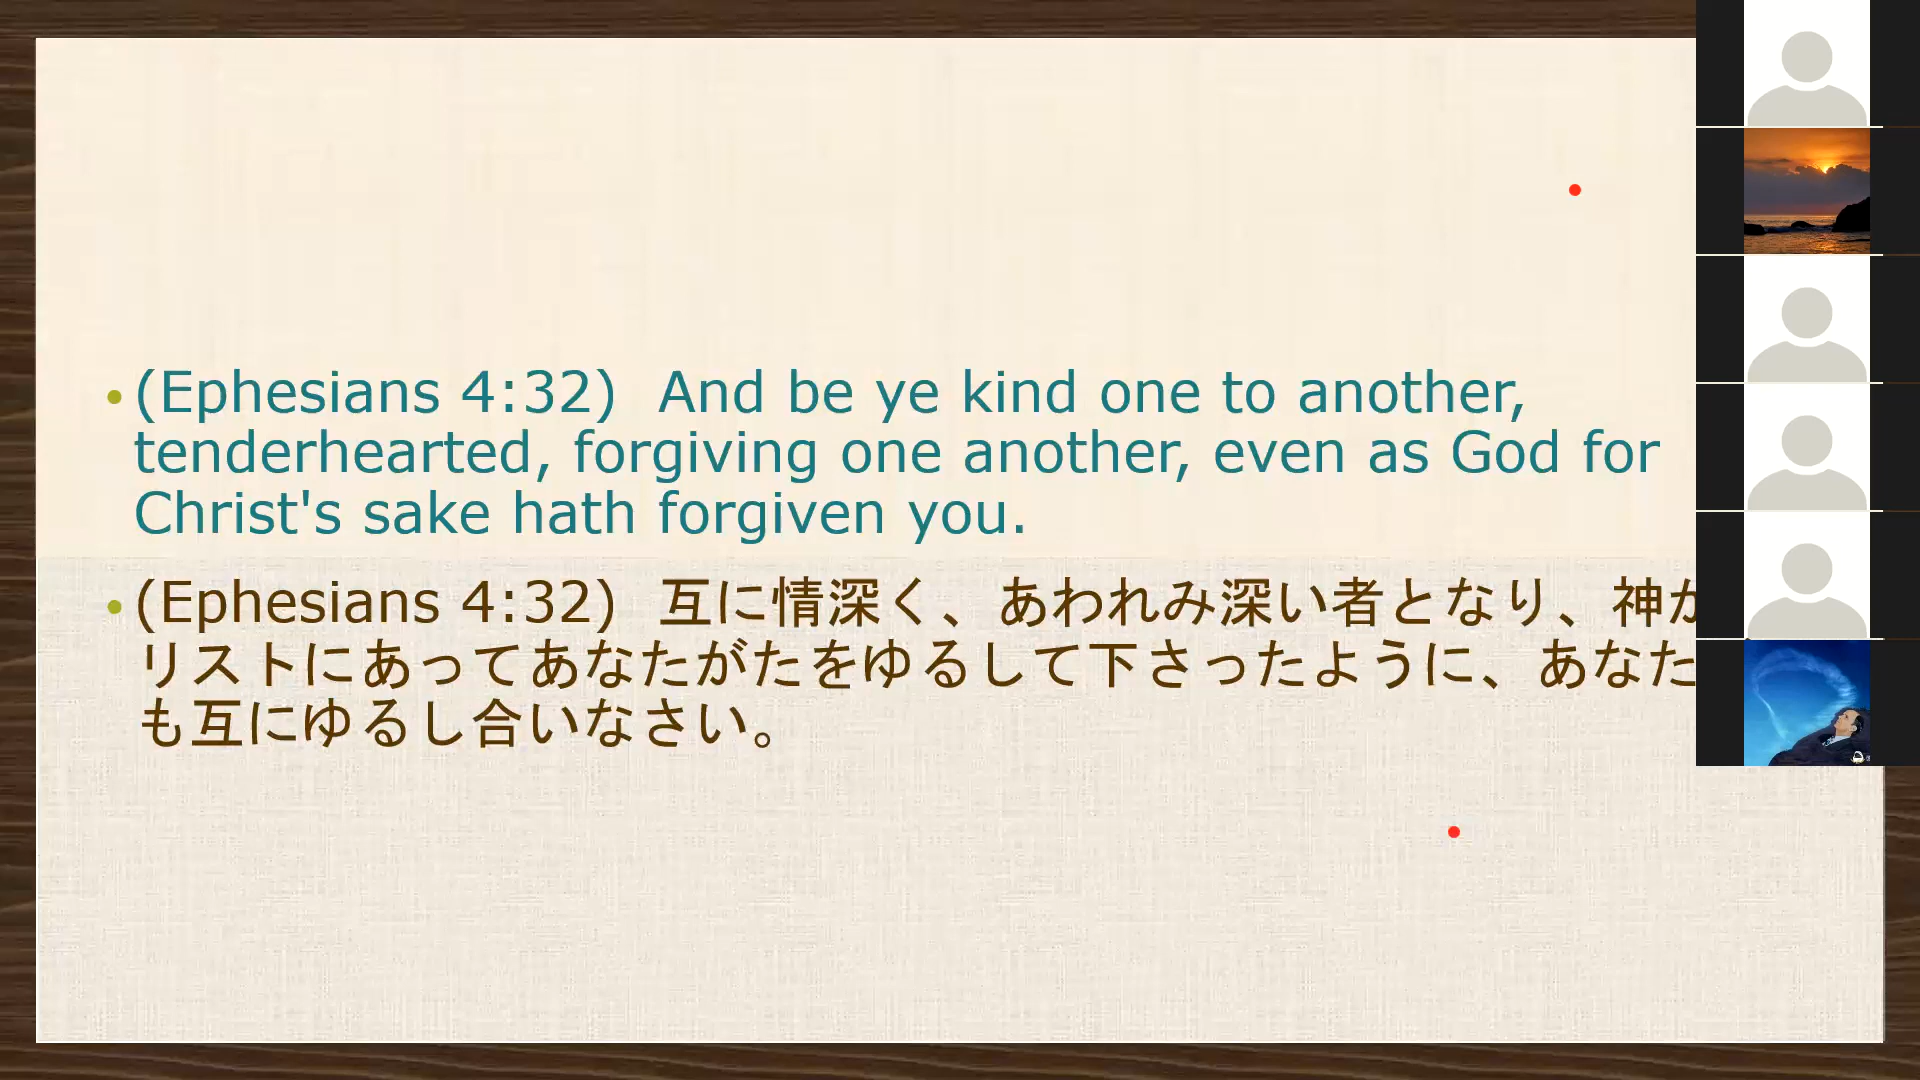 (Ephesians 4:32) And be ye kind one to another,
tenderhearted, forgiving one another, even as God for
Christ's sake hath forgiven you.
(Ephesians 4:32) 互に情深く、あわれみ深い者となり、神が
リストにあってあなたがたをゆるして下さったように、あなた
も互にゆるし合いなさい。